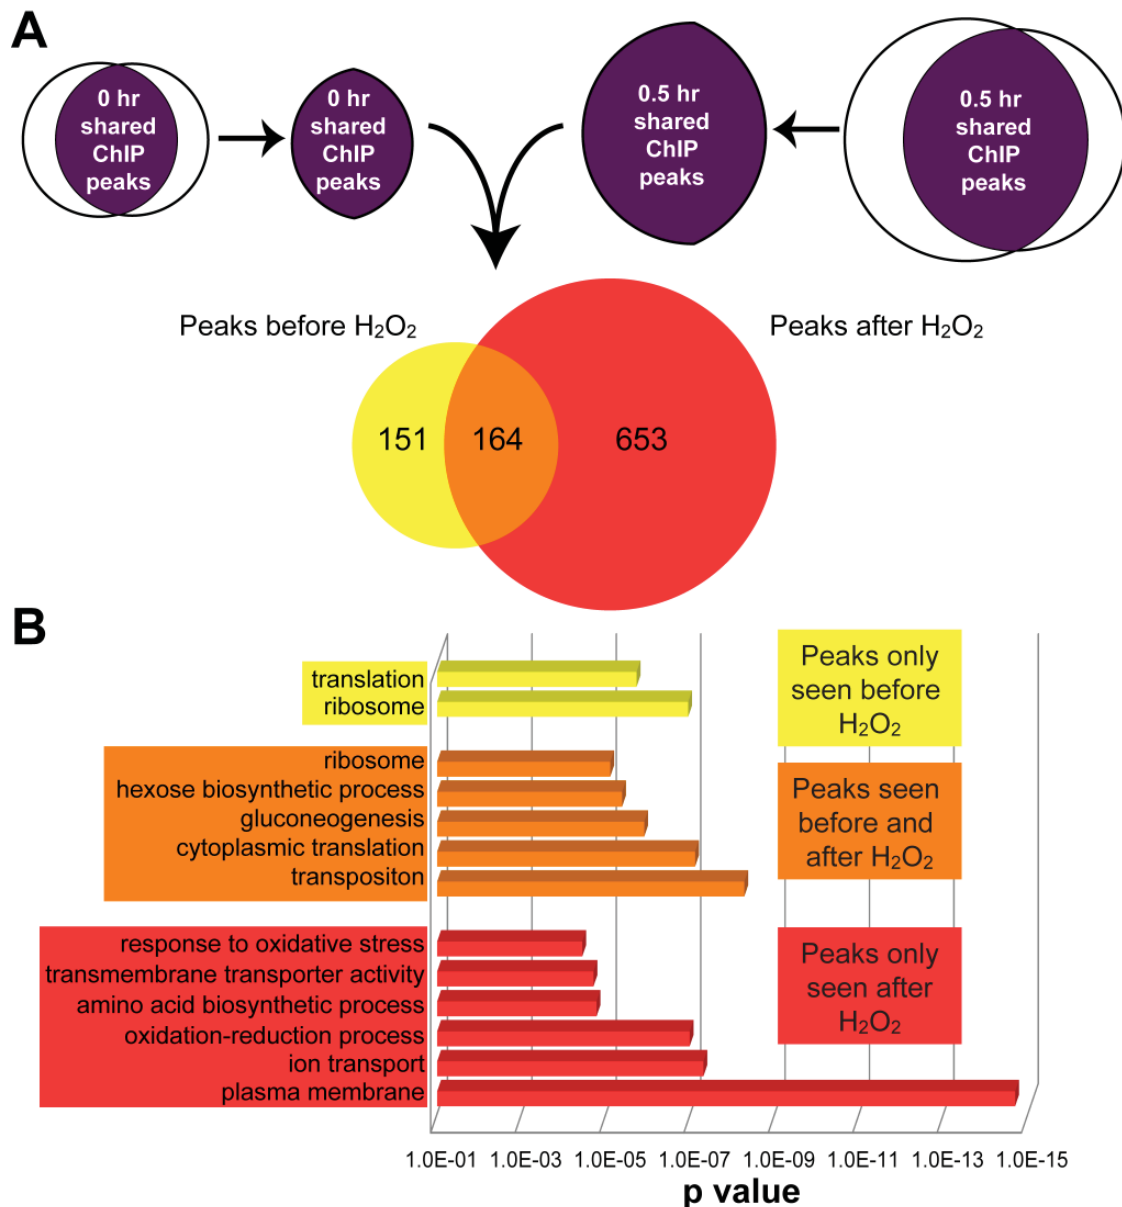 A
0 hr
shared
ChIP
peaks
0 hr
shared
ChIP
peaks
0.5 hr
shared
ChIP
peaks
0.5 hr
shared
ChIP
peaks
Peaks before H₂O₂
Peaks after H₂O₂
151
164
653
B
translation
ribosome
Peaks only
seen before
H₂O₂
ribosome
hexose biosynthetic process
gluconeogenesis
cytoplasmic translation
transpositon
Peaks seen
before and
after H₂O₂
response to oxidative stress
transmembrane transporter activity
amino acid biosynthetic process
oxidation-reduction process
ion transport
plasma membrane
Peaks only
seen after
H₂O₂
1.0E-01 1.0E-03 1.0E-05 1.0E-07 1.0E-09 1.0E-11 1.0E-13 1.0E-15
p value